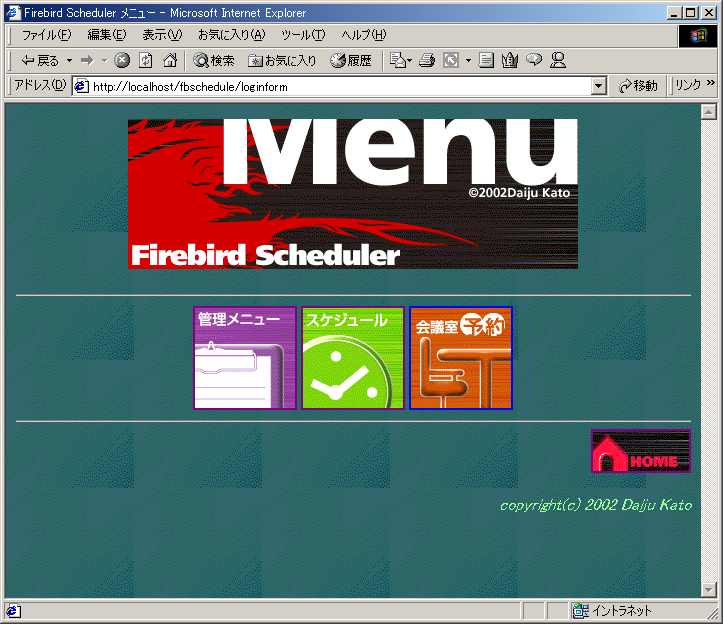 Firebird Scheduler メニュー - Microsoft Internet Explorer
ファイル(F) 編集(E) 表示(V) お気に入り(A) ツール(T) ヘルプ(H)
戻る 検索 お気に入り 履歴
アドレス(D) http://localhost/fbschedule/loginform 移動 リンク »
Menu
©2002Daiju Kato
Firebird Scheduler
管理メニュー スケジュール 会議室予約
HOME
copyright(c) 2002 Daiju Kato
イントラネット